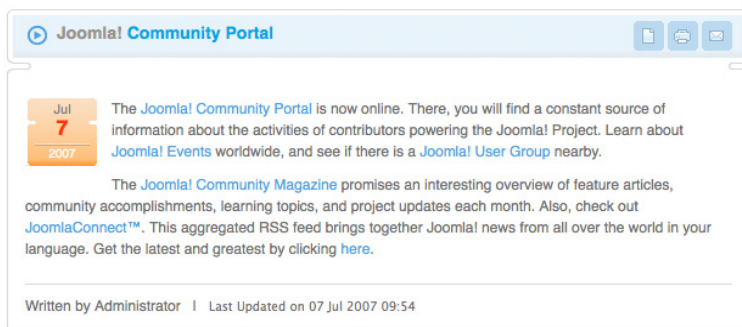 Joomla! Community Portal
Jul
7
2007
The Joomla! Community Portal is now online. There, you will find a constant source of
information about the activities of contributors powering the Joomla! Project. Learn about
Joomla! Events worldwide, and see if there is a Joomla! User Group nearby.
The Joomla! Community Magazine promises an interesting overview of feature articles,
community accomplishments, learning topics, and project updates each month. Also, check out
JoomlaConnect™. This aggregated RSS feed brings together Joomla! news from all over the world in your
language. Get the latest and greatest by clicking here.
Written by Administrator | Last Updated on 07 Jul 2007 09:54